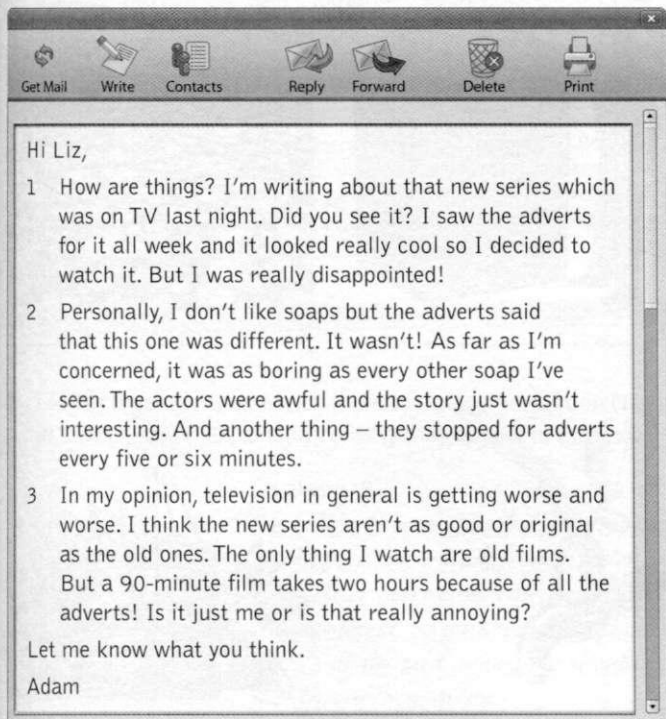 Get Mail Write Contacts Reply Forward Delete Print
Hi Liz,
1 How are things? I'm writing about that new series which
was on TV last night. Did you see it? I saw the adverts
for it all week and it looked really cool so I decided to
watch it. But I was really disappointed!
2 Personally, I don't like soaps but the adverts said
that this one was different. It wasn't! As far as I'm
concerned, it was as boring as every other soap I've
seen. The actors were awful and the story just wasn't
interesting. And another thing – they stopped for adverts
every five or six minutes.
3 In my opinion, television in general is getting worse and
worse. I think the new series aren't as good or original
as the old ones. The only thing I watch are old films.
But a 90-minute film takes two hours because of all the
adverts! Is it just me or is that really annoying?
Let me know what you think.
Adam